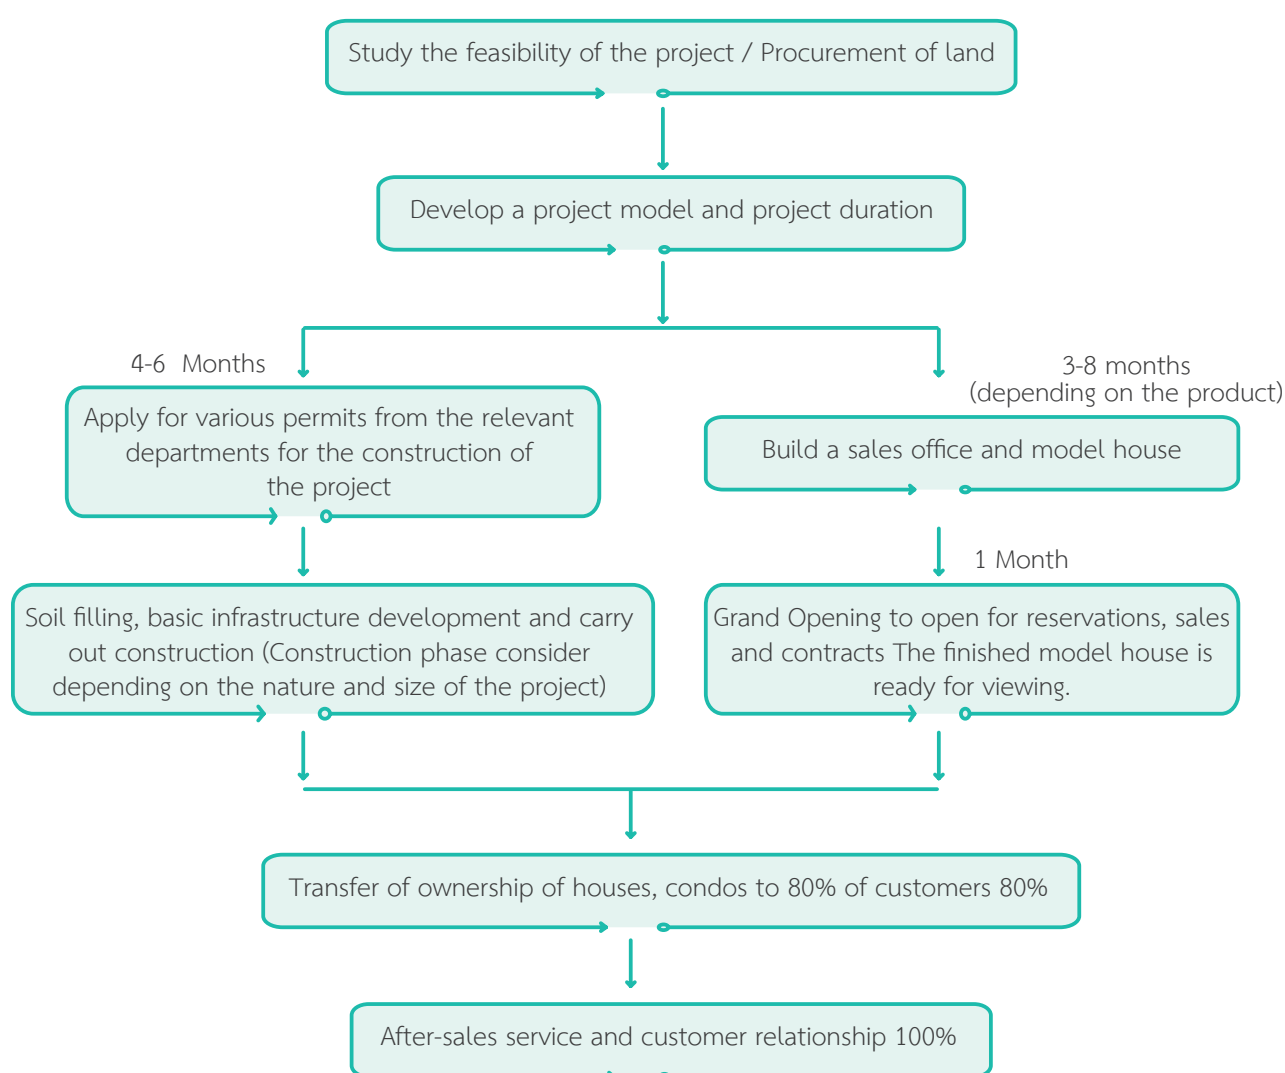 Study the feasibility of the project / Procurement of land
Develop a project model and project duration
4-6 Months
Apply for various permits from the relevant
departments for the construction of
the project
3-8 months
(depending on the product)
Build a sales office and model house
Soil filling, basic infrastructure development and carry
out construction (Construction phase consider
depending on the nature and size of the project)
1 Month
Grand Opening to open for reservations, sales
and contracts The finished model house is
ready for viewing.
Transfer of ownership of houses, condos to 80% of customers 80%
After-sales service and customer relationship 100%